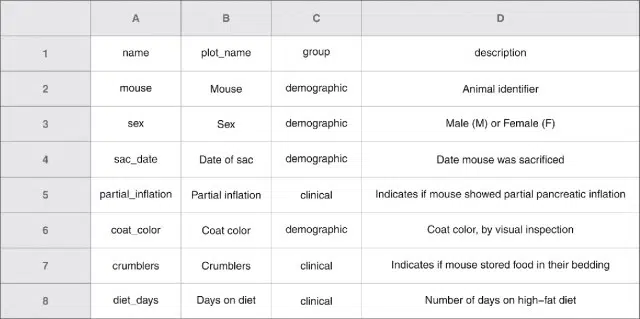 A B C D
1 name plot_name group description
2 mouse Mouse demographic Animal identifier
3 sex Sex demographic Male (M) or Female (F)
4 sac_date Date of sac demographic Date mouse was sacrificed
5 partial_inflation Partial inflation clinical Indicates if mouse showed partial pancreatic inflation
6 coat_color Coat color demographic Coat color, by visual inspection
7 crumblers Crumblers clinical Indicates if mouse stored food in their bedding
8 diet_days Days on diet clinical Number of days on high-fat diet